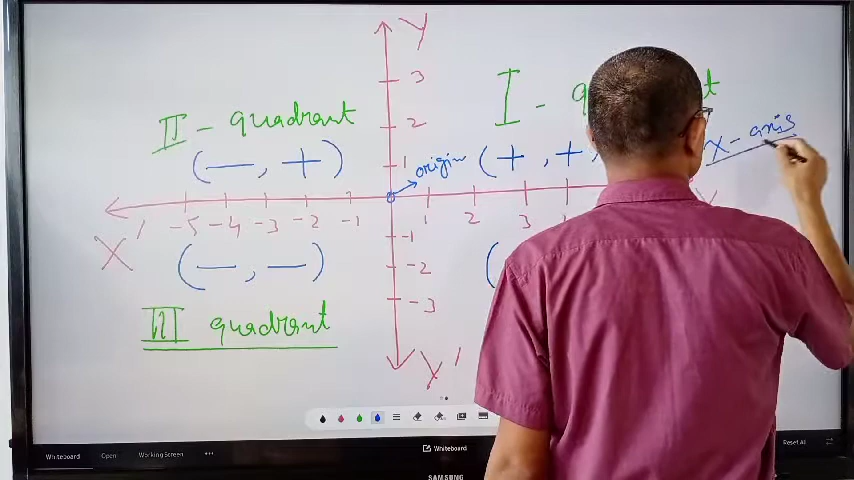 Y
3
I - q t
II - quadrant
2
X - axis
(—, +)
1
origin
(+, +
-5 -4 -3 -2 -1
1 2 3
X'
-1
(—, —)
-2
(
-3
III quadrant
Y'
Whiteboard
Whiteboard
Open
Working Screen
Reset All
SAMSUNG